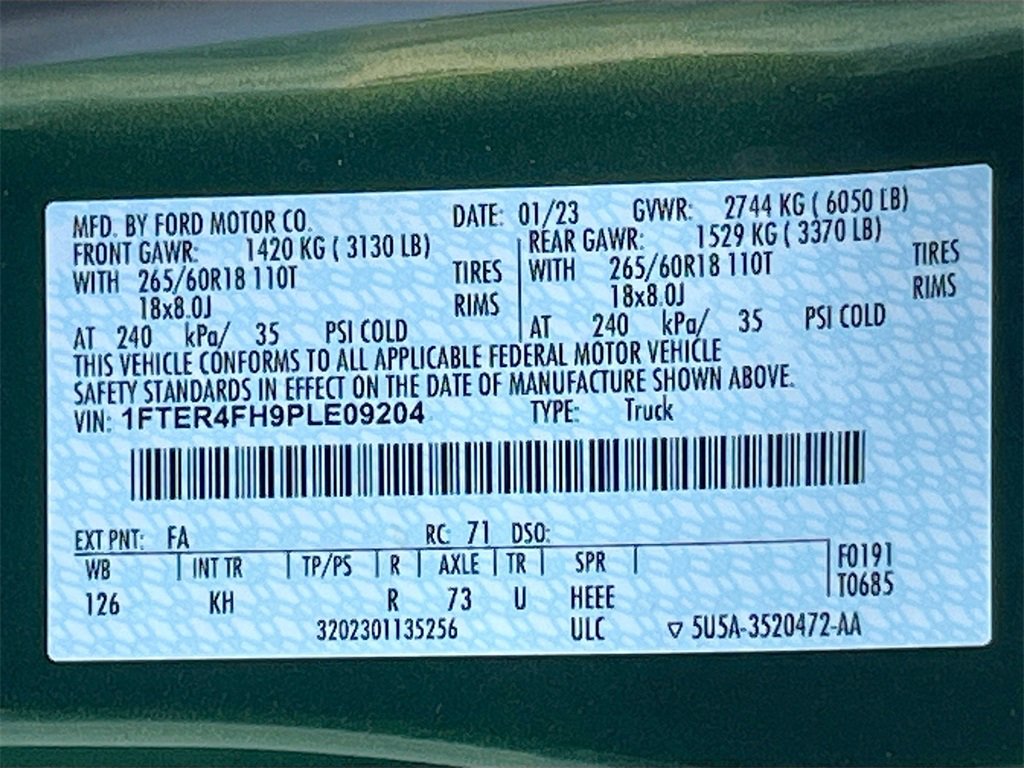 MFD. BY FORD MOTOR CO. DATE: 01/23 GVWR: 2744 KG ( 6050 LB)
FRONT GAWR: 1420 KG ( 3130 LB) REAR GAWR: 1529 KG ( 3370 LB)
WITH 265/60R18 110T TIRES WITH 265/60R18 110T TIRES
18x8.0J RIMS 18x8.0J RIMS
AT 240 kPa/ 35 PSI COLD AT 240 kPa/ 35 PSI COLD
THIS VEHICLE CONFORMS TO ALL APPLICABLE FEDERAL MOTOR VEHICLE
SAFETY STANDARDS IN EFFECT ON THE DATE OF MANUFACTURE SHOWN ABOVE.
VIN: 1FTER4FH9PLE09204 TYPE: Truck
EXT PNT: FA RC: 71 DSO:
WB INT TR TP/PS R AXLE TR SPR F0191
126 KH R 73 U HEEE T0685
3202301135256 ULC ▽ 5U5A-3520472-AA